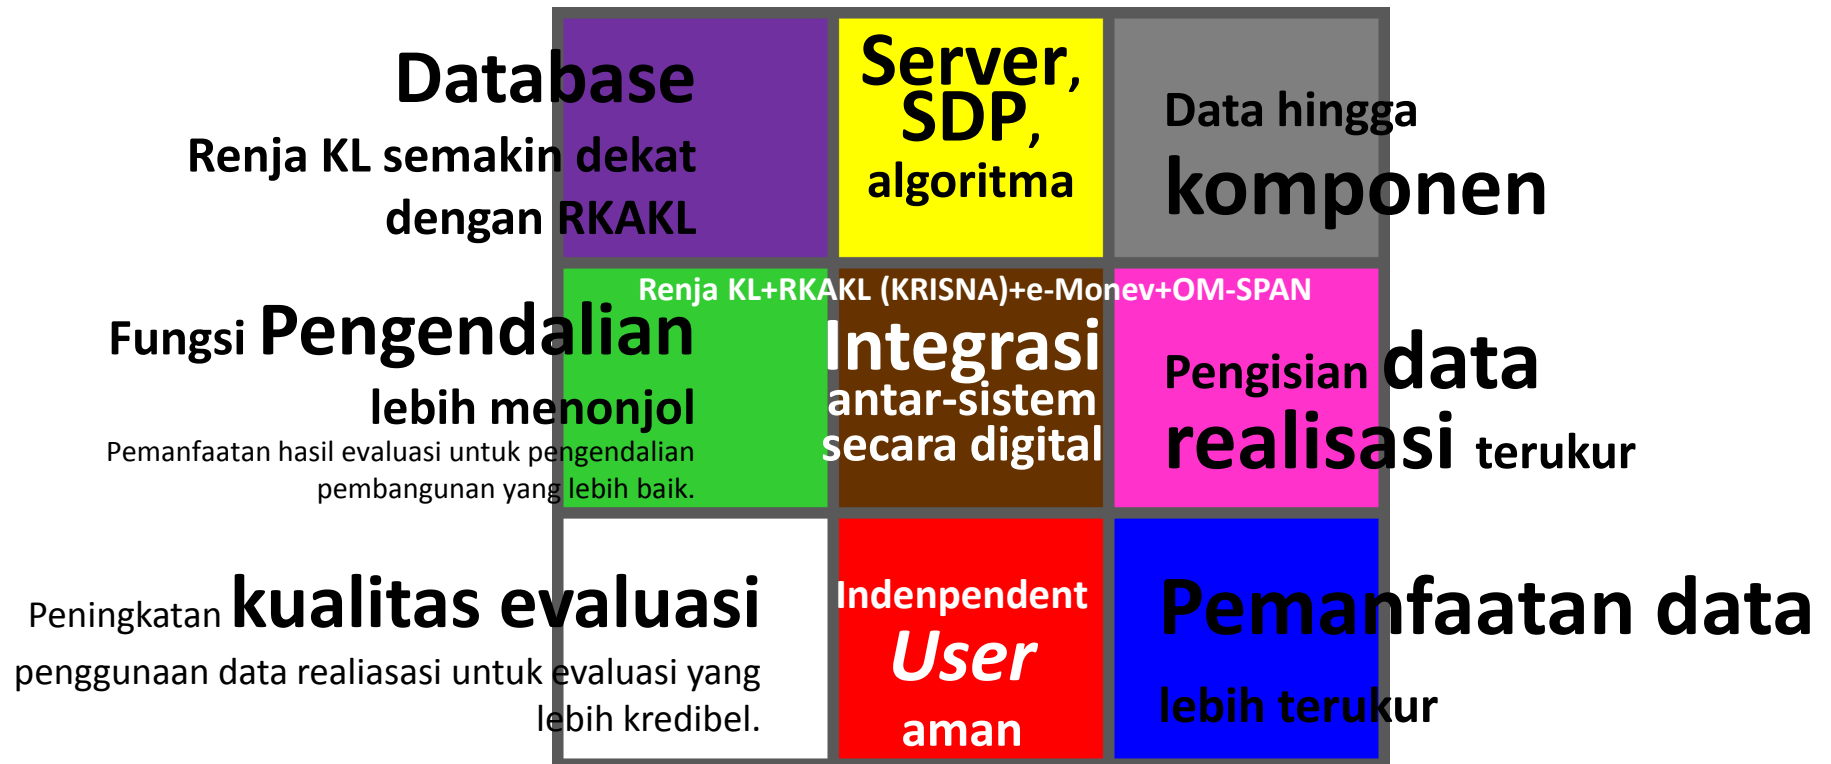 Database
Renja KL semakin dekat
dengan RKAKL
Server,
SDP,
algoritma
Data hingga
komponen
Fungsi Pengendalian
lebih menonjol
Pemanfaatan hasil evaluasi untuk pengendalian
pembangunan yang lebih baik.
Renja KL+RKAKL (KRISNA)+e-Monev+OM-SPAN
Integrasi
antar-sistem
secara digital
Pengisian data
realisasi terukur
Peningkatan kualitas evaluasi
penggunaan data realiasasi untuk evaluasi yang
lebih kredibel.
Indenpendent
User
aman
Pemanfaatan data
lebih terukur